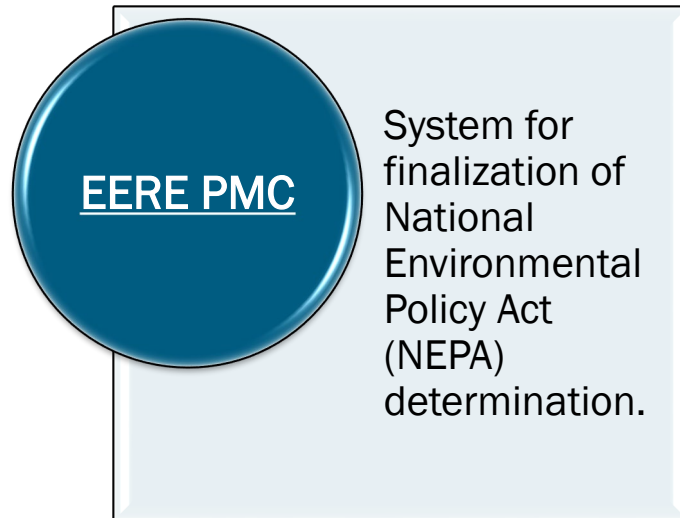 EERE PMC
System for
finalization of
National
Environmental
Policy Act
(NEPA)
determination.